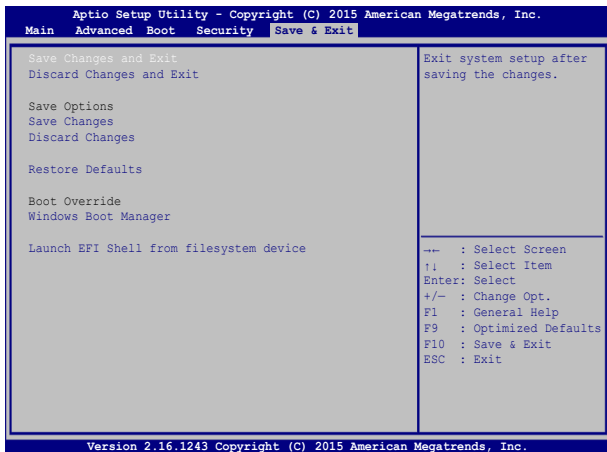 Aptio Setup Utility - Copyright (C) 2015 American Megatrends, Inc.
Main Advanced Boot Security Save & Exit
Save Changes and Exit
Discard Changes and Exit
Save Options
Save Changes
Discard Changes
Restore Defaults
Boot Override
Windows Boot Manager
Launch EFI Shell from filesystem device
Exit system setup after
saving the changes.
→← : Select Screen
↑↓ : Select Item
Enter: Select
+/— : Change Opt.
F1 : General Help
F9 : Optimized Defaults
F10 : Save & Exit
ESC : Exit
Version 2.16.1243 Copyright (C) 2015 American Megatrends, Inc.